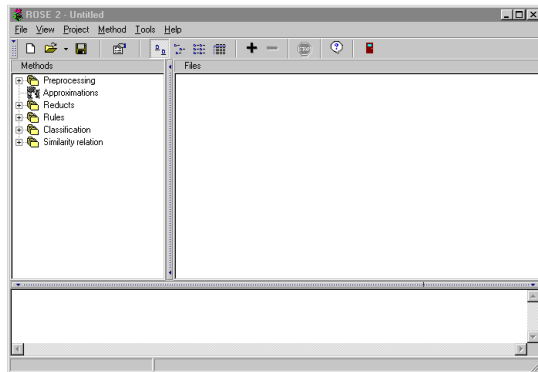 ROSE 2 - Untitled
File View Project Method Tools Help
Methods
Files
Preprocessing
Approximations
Reducts
Rules
Classification
Similarity relation